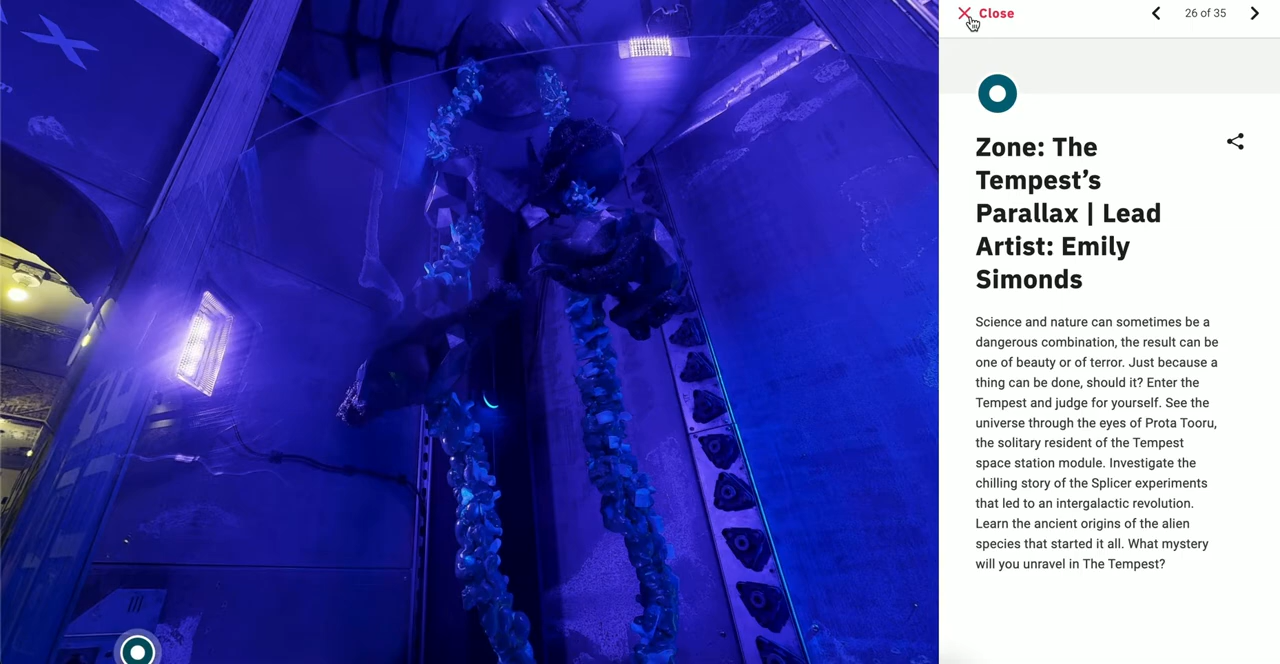 Close
26 of 35
Zone: The
Tempest’s
Parallax | Lead
Artist: Emily
Simonds
Science and nature can sometimes be a
dangerous combination, the result can be
one of beauty or of terror. Just because a
thing can be done, should it? Enter the
Tempest and judge for yourself. See the
universe through the eyes of Prota Tooru,
the solitary resident of the Tempest
space station module. Investigate the
chilling story of the Splicer experiments
that led to an intergalactic revolution.
Learn the ancient origins of the alien
species that started it all. What mystery
will you unravel in The Tempest?